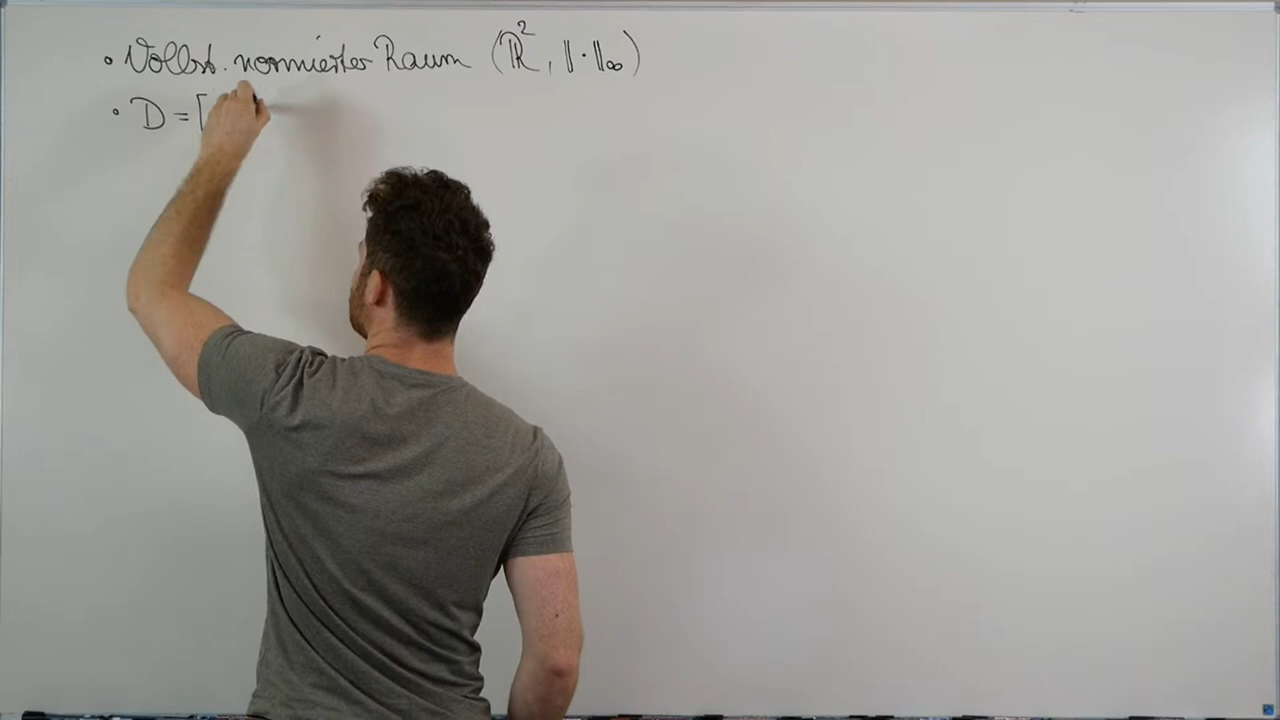 • Vollst. normierter Raum (ℝ², ‖·‖∞)
• D = [